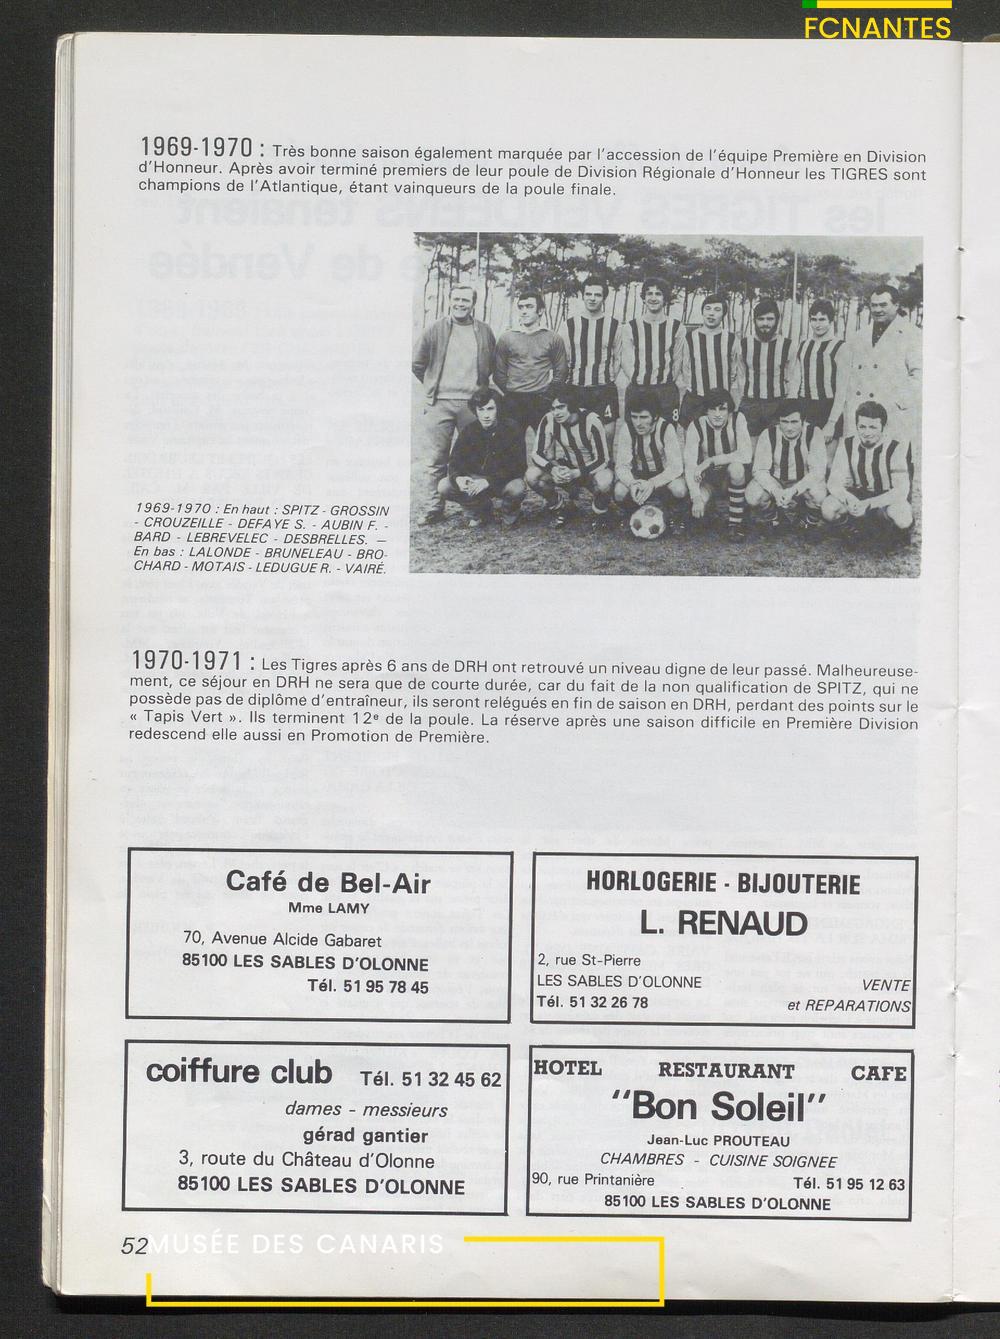 FCNANTES
1969-1970 : Très bonne saison également marquée par l'accession de l'équipe Première en Division
d'Honneur. Après avoir terminé premiers de leur poule de Division Régionale d'Honneur les TIGRES sont
champions de l'Atlantique, étant vainqueurs de la poule finale.
4
8
1969-1970 : En haut : SPITZ - GROSSIN
- CROUZEILLE - DEFAYE S. - AUBIN F. -
BARD - LEBREVELEC - DESBRELLES. —
En bas : LALONDE - BRUNELEAU - BRO-
CHARD - MOTAIS - LEDUGUE R. - VAIRÉ.
1970-1971 : Les Tigres après 6 ans de DRH ont retrouvé un niveau digne de leur passé. Malheureuse-
ment, ce séjour en DRH ne sera que de courte durée, car du fait de la non qualification de SPITZ, qui ne
possède pas de diplôme d'entraîneur, ils seront relégués en fin de saison en DRH, perdant des points sur le
« Tapis Vert ». Ils terminent 12e de la poule. La réserve après une saison difficile en Première Division
redescend elle aussi en Promotion de Première.
Café de Bel-Air
Mme LAMY
70, Avenue Alcide Gabaret
85100 LES SABLES D'OLONNE
Tél. 51 95 78 45
HORLOGERIE - BIJOUTERIE
L. RENAUD
2, rue St-Pierre
LES SABLES D'OLONNE
VENTE
Tél. 51 32 26 78
et REPARATIONS
coiffure club Tél. 51 32 45 62
dames - messieurs
gérad gantier
3, route du Château d'Olonne
85100 LES SABLES D'OLONNE
HOTEL RESTAURANT CAFE
"Bon Soleil"
Jean-Luc PROUTEAU
CHAMBRES - CUISINE SOIGNEE
90, rue Printanière Tél. 51 95 12 63
85100 LES SABLES D'OLONNE
52
MUSÉE DES CANARIS